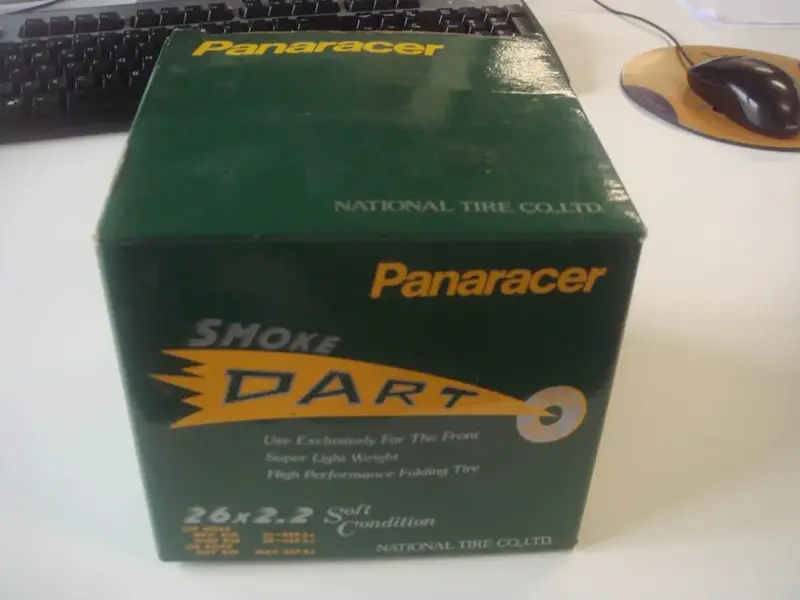 Panaracer
NATIONAL TIRE CO.,LTD.
Panaracer
SMOKE
DART
Use Exclusively For The Front
Super Light Weight
High Performance Folding Tire
26x2.2 Soft Condition
NATIONAL TIRE CO.,LTD.